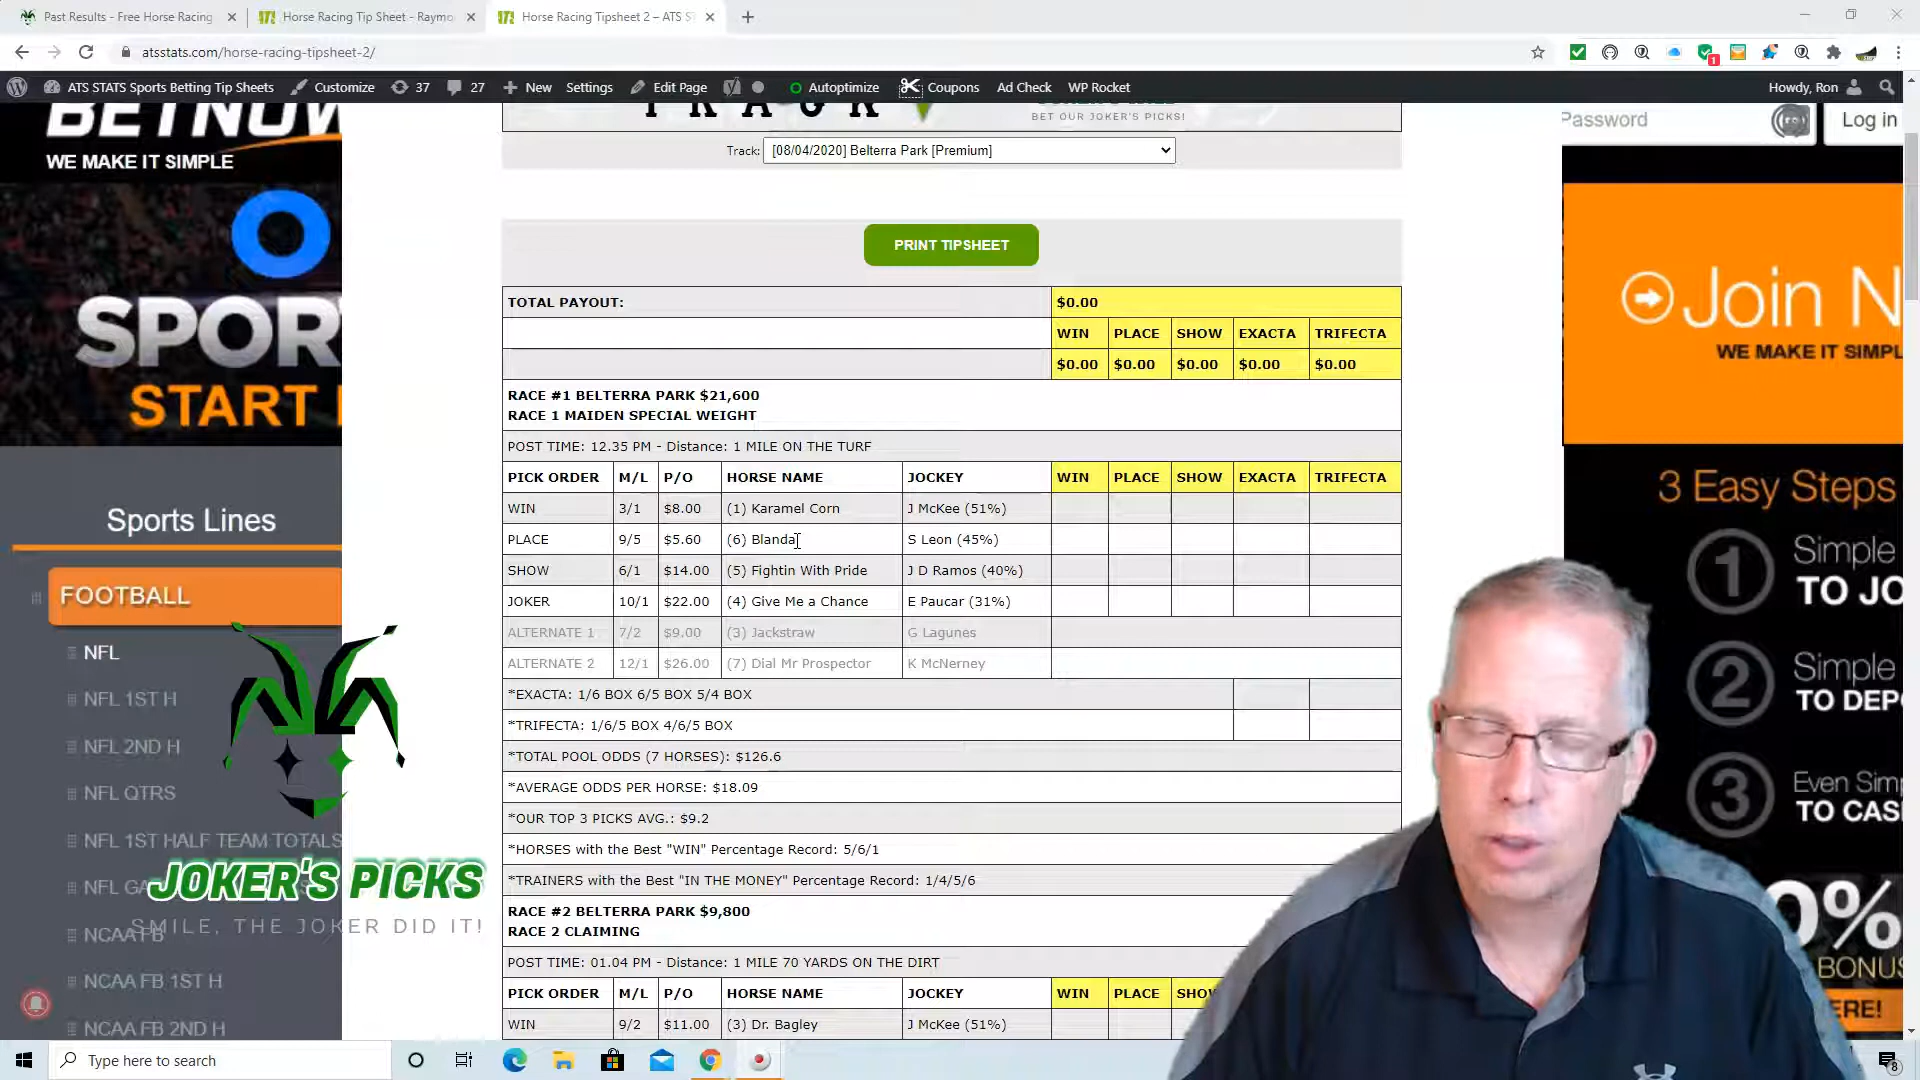 Past Results - Free Horse Racing
Horse Racing Tip Sheet - Raymo
Horse Racing Tipsheet 2 – ATS S
atsstats.com/horse-racing-tipsheet-2/
1
ATS STATS Sports Betting Tip Sheets
Customize
37
27
New
Settings
Edit Page
Autoptimize
Coupons
Ad Check
WP Rocket
Howdy, Ron
BETNOW
WE MAKE IT SIMPLE
BET OUR JOKER'S PICKS!
Track: [08/04/2020] Belterra Park [Premium]
Password
Log in
SPOR
START
Join N
WE MAKE IT SIMPL
PRINT TIPSHEET
TOTAL PAYOUT: $0.00
WIN PLACE SHOW EXACTA TRIFECTA
$0.00 $0.00 $0.00 $0.00 $0.00
RACE #1 BELTERRA PARK $21,600
RACE 1 MAIDEN SPECIAL WEIGHT
POST TIME: 12.35 PM - Distance: 1 MILE ON THE TURF
PICK ORDER M/L P/O HORSE NAME JOCKEY WIN PLACE SHOW EXACTA TRIFECTA
WIN 3/1 $8.00 (1) Karamel Corn J McKee (51%)
PLACE 9/5 $5.60 (6) Blanda S Leon (45%)
SHOW 6/1 $14.00 (5) Fightin With Pride J D Ramos (40%)
JOKER 10/1 $22.00 (4) Give Me a Chance E Paucar (31%)
ALTERNATE 1 7/2 $9.00 (3) Jackstraw G Lagunes
ALTERNATE 2 12/1 $26.00 (7) Dial Mr Prospector K McNerney
*EXACTA: 1/6 BOX 6/5 BOX 5/4 BOX
*TRIFECTA: 1/6/5 BOX 4/6/5 BOX
*TOTAL POOL ODDS (7 HORSES): $126.6
*AVERAGE ODDS PER HORSE: $18.09
*OUR TOP 3 PICKS AVG.: $9.2
*HORSES with the Best "WIN" Percentage Record: 5/6/1
*TRAINERS with the Best "IN THE MONEY" Percentage Record: 1/4/5/6
RACE #2 BELTERRA PARK $9,800
RACE 2 CLAIMING
POST TIME: 01.04 PM - Distance: 1 MILE 70 YARDS ON THE DIRT
PICK ORDER M/L P/O HORSE NAME JOCKEY WIN PLACE SHO
WIN 9/2 $11.00 (3) Dr. Bagley J McKee (51%)
Sports Lines
FOOTBALL
NFL
NFL 1ST H
NFL 2ND H
NFL QTRS
NFL 1ST HALF TEAM TOTALS
NFL GA
JOKER'S PICKS
SMILE, THE JOKER DID IT!
NCAA FB
NCAA FB 1ST H
NCAA FB 2ND H
3 Easy Steps
1
Simple
TO JO
2
Simple
TO DEP
3
Even Sim
TO CAS
0%
BONUS
ERE!
Type here to search
8